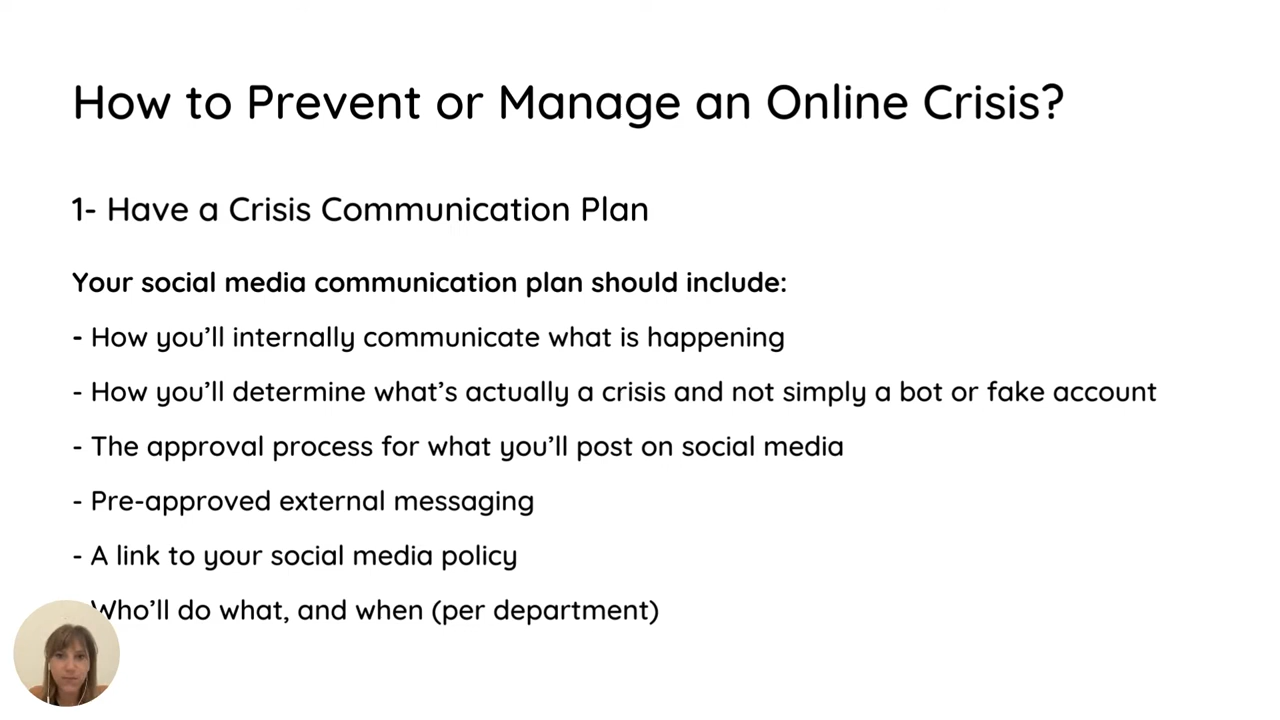 How to Prevent or Manage an Online Crisis?
1- Have a Crisis Communication Plan
Your social media communication plan should include:
- How you’ll internally communicate what is happening
- How you’ll determine what’s actually a crisis and not simply a bot or fake account
- The approval process for what you’ll post on social media
- Pre-approved external messaging
- A link to your social media policy
Who’ll do what, and when (per department)